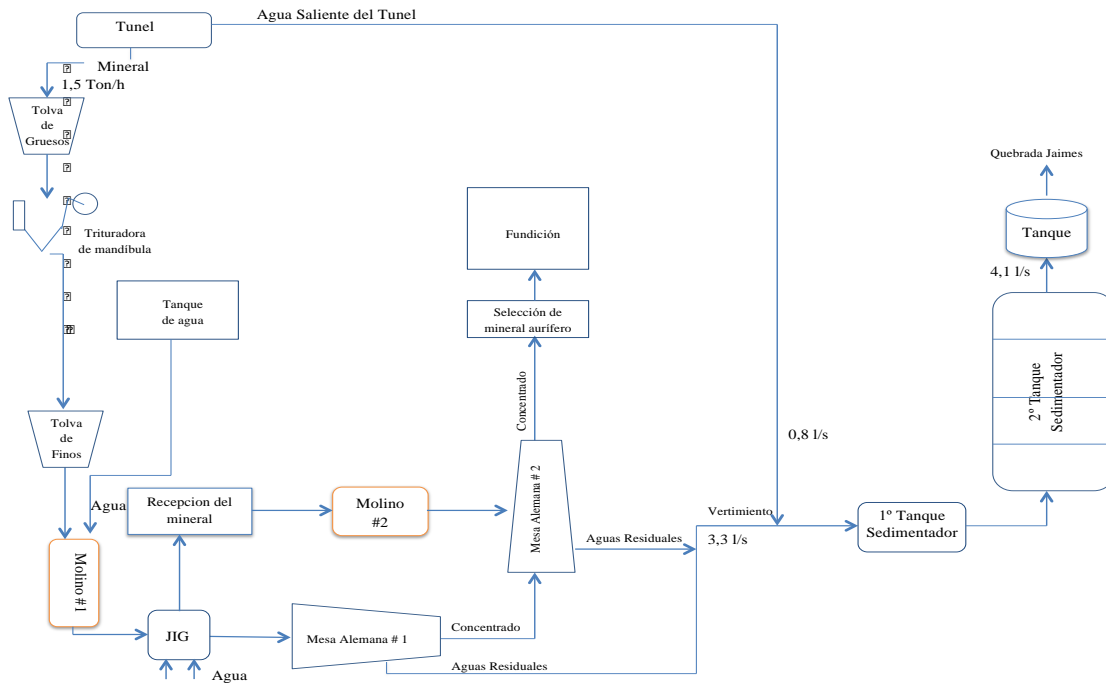 Agua Saliente del Tunel
Tunel
Mineral
1,5 Ton/h
Tolva
de
Gruesos
Trituradora
de mandíbula
Tanque
de agua
Tolva
de
Finos
Agua
Molino #1
Recepcion del
mineral
JIG
Agua
Molino
#2
Mesa Alemana # 1
Concentrado
Aguas Residuales
Mesa Alemana # 2
Concentrado
Selección de
mineral aurífero
Fundición
Aguas Residuales
Vertimiento
3,3 l/s
0,8 l/s
1º Tanque
Sedimentador
2º Tanque
Sedimentador
4,1 l/s
Tanque
Quebrada Jaimes